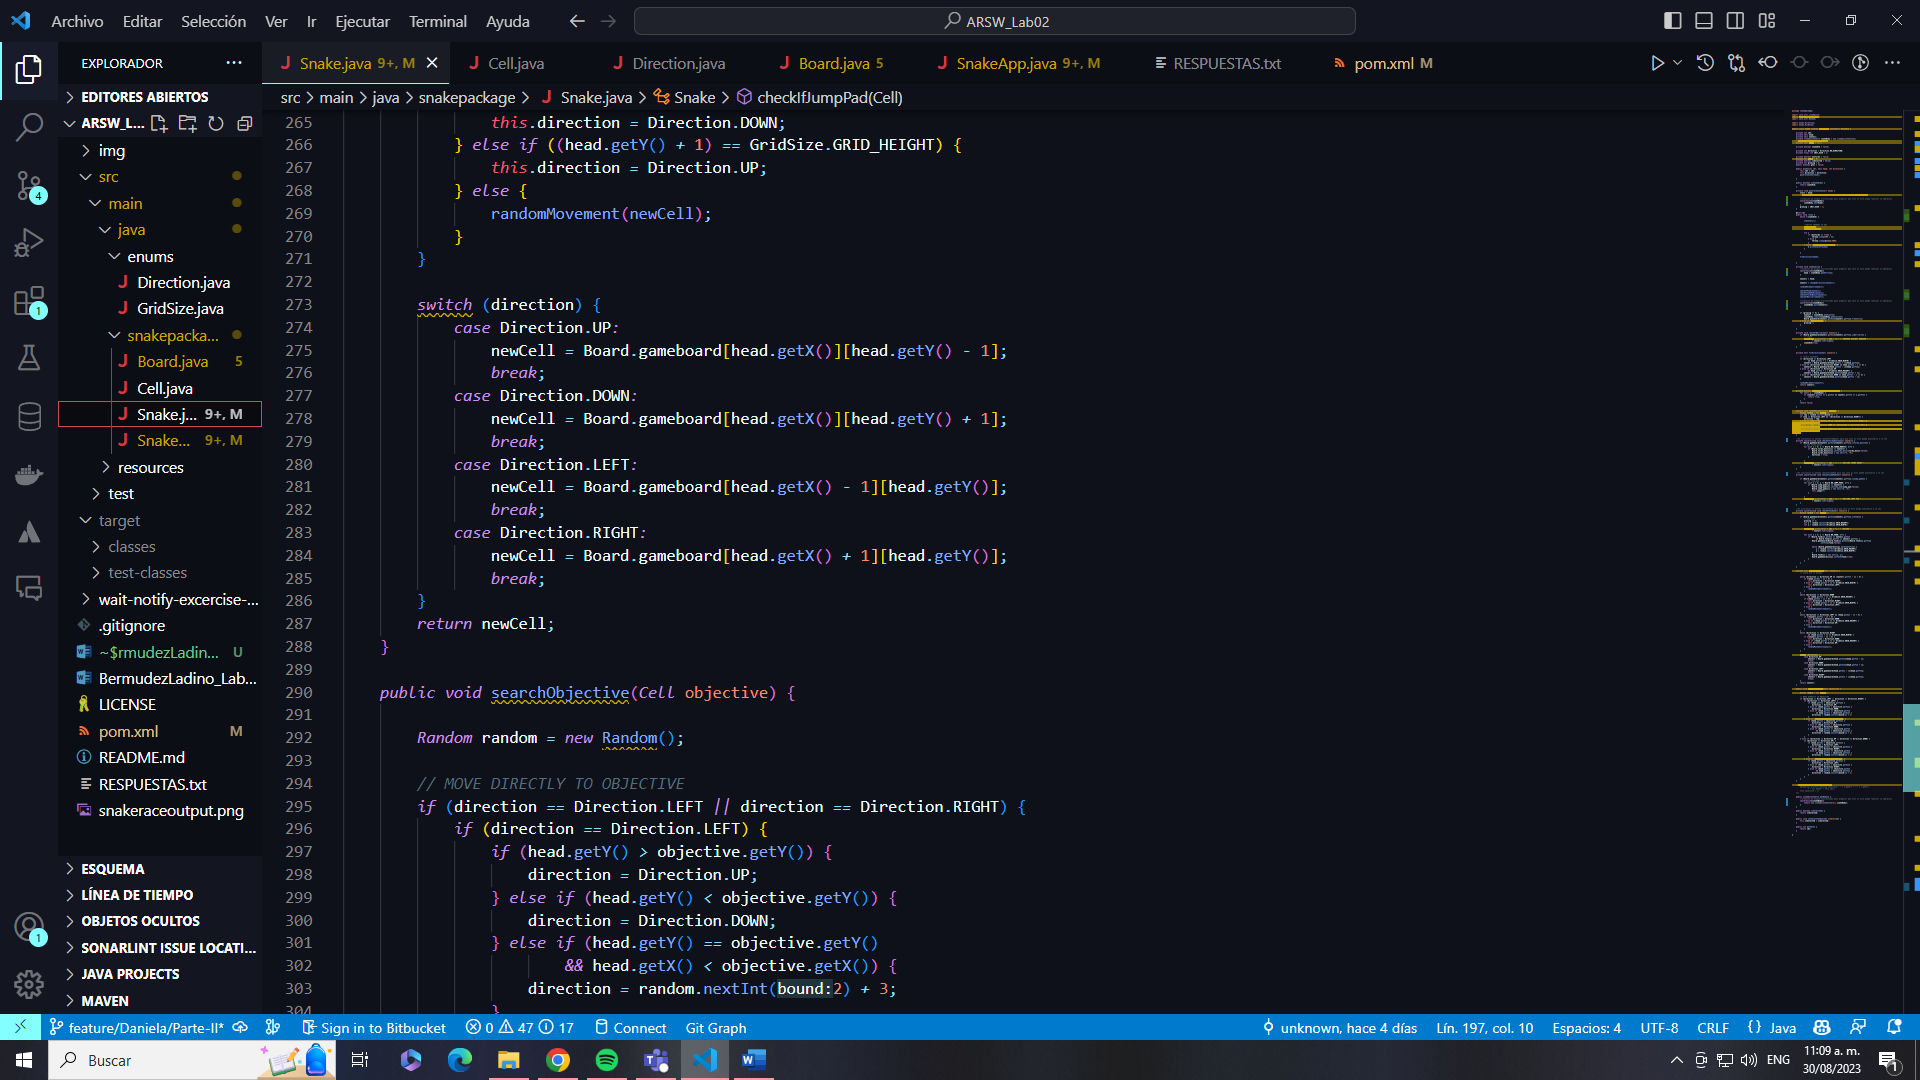 Archivo Editar Selección Ver Ir Ejecutar Terminal Ayuda ARSW_Lab02
EXPLORADOR
Snake.java 9+, M Cell.java Direction.java Board.java 5 SnakeApp.java 9+, M RESPUESTAS.txt pom.xml M
src > main > java > snakepackage > Snake.java > Snake > checkIfJumpPad(Cell)
EDITORES ABIERTOS
ARSW_L...
img
src
main
java
enums
Direction.java
GridSize.java
snakepacka...
Board.java 5
Cell.java
Snake.j... 9+, M
Snake... 9+, M
resources
test
target
classes
test-classes
wait-notify-excercise-...
.gitignore
~$rmudezLadin... U
BermudezLadino_Lab...
LICENSE
pom.xml M
README.md
RESPUESTAS.txt
snakeraceoutput.png
ESQUEMA
LÍNEA DE TIEMPO
OBJETOS OCULTOS
SONARLINT ISSUE LOCATI...
JAVA PROJECTS
MAVEN
4
1
1
265 this.direction = Direction.DOWN;
266 } else if ((head.getY() + 1) == GridSize.GRID_HEIGHT) {
267 this.direction = Direction.UP;
268 } else {
269 randomMovement(newCell);
270 }
271 }
272
273 switch (direction) {
274 case Direction.UP:
275 newCell = Board.gameboard[head.getX()][head.getY() - 1];
276 break;
277 case Direction.DOWN:
278 newCell = Board.gameboard[head.getX()][head.getY() + 1];
279 break;
280 case Direction.LEFT:
281 newCell = Board.gameboard[head.getX() - 1][head.getY()];
282 break;
283 case Direction.RIGHT:
284 newCell = Board.gameboard[head.getX() + 1][head.getY()];
285 break;
286 }
287 return newCell;
288 }
289
290 public void searchObjective(Cell objective) {
291
292 Random random = new Random();
293
294 // MOVE DIRECTLY TO OBJECTIVE
295 if (direction == Direction.LEFT || direction == Direction.RIGHT) {
296 if (direction == Direction.LEFT) {
297 if (head.getY() > objective.getY()) {
298 direction = Direction.UP;
299 } else if (head.getY() < objective.getY()) {
300 direction = Direction.DOWN;
301 } else if (head.getY() == objective.getY()
302 && head.getX() < objective.getX()) {
303 direction = random.nextInt(bound:2) + 3;
304 }
feature/Daniela/Parte-II* Sign in to Bitbucket 0 47 17 Connect Git Graph unknown, hace 4 días Lín. 197, col. 10 Espacios: 4 UTF-8 CRLF {} Java
Buscar ENG 11:09 a. m.
30/08/2023 1